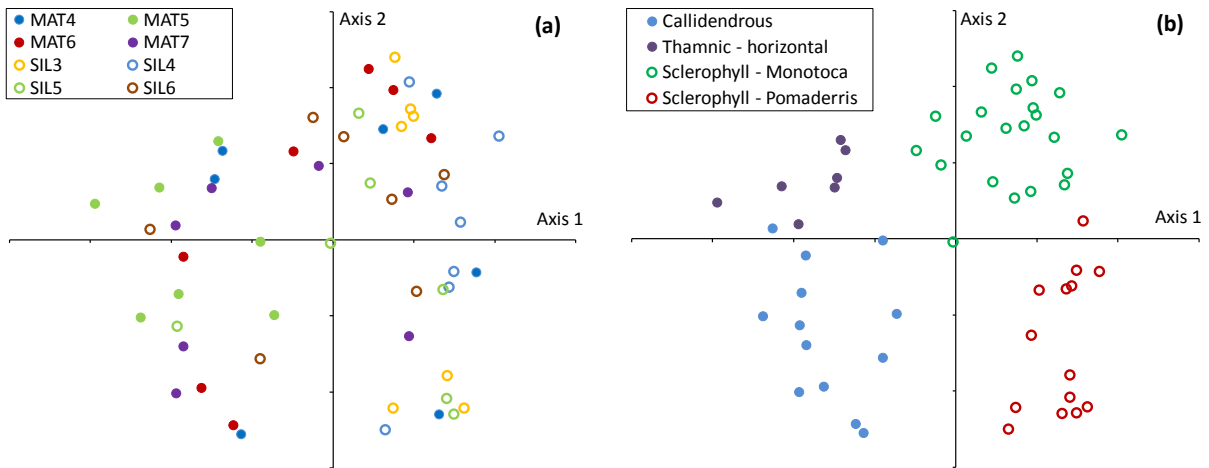 MAT4 MAT5
MAT6 MAT7
SIL3 SIL4
SIL5 SIL6
Axis 2
(a)
Axis 1
Callidendrous
Thamnic - horizontal
Sclerophyll - Monotoca
Sclerophyll - Pomaderris
Axis 2
(b)
Axis 1